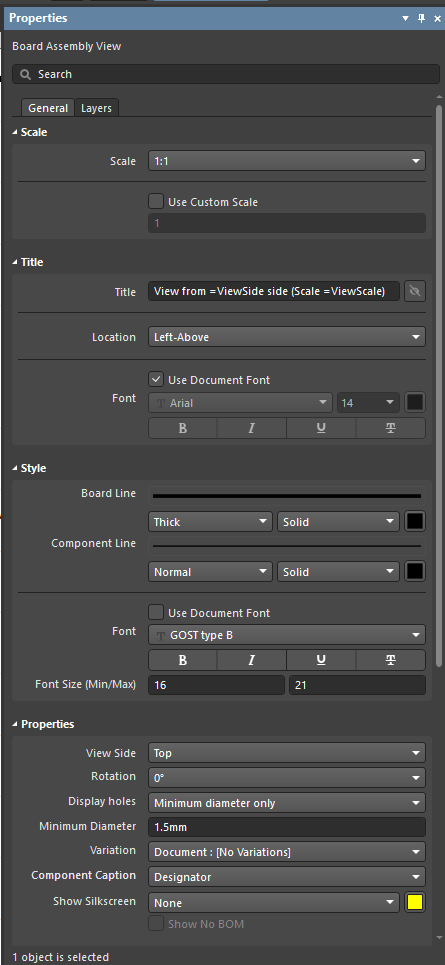 Properties
Board Assembly View
Search
General Layers
Scale
Scale 1:1
Use Custom Scale
1
Title
Title View from =ViewSide side (Scale =ViewScale)
Location Left-Above
Use Document Font
Font T Arial 14
B I U T
Style
Board Line
Thick Solid
Component Line
Normal Solid
Use Document Font
Font T GOST type B
B I U T
Font Size (Min/Max) 16 21
Properties
View Side Top
Rotation 0°
Display holes Minimum diameter only
Minimum Diameter 1.5mm
Variation Document : [No Variations]
Component Caption Designator
Show Silkscreen None
Show No BOM
1 object is selected